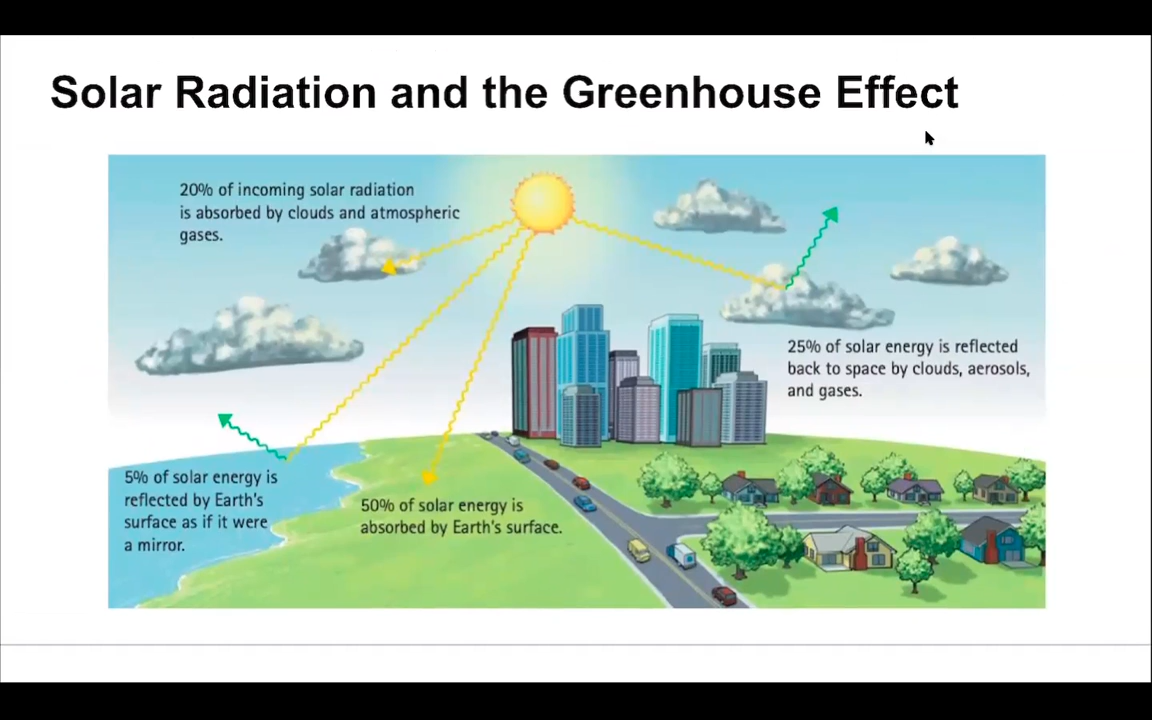 Solar Radiation and the Greenhouse Effect
20% of incoming solar radiation
is absorbed by clouds and atmospheric
gases.
25% of solar energy is reflected
back to space by clouds, aerosols,
and gases.
5% of solar energy is
reflected by Earth's
surface as if it were
a mirror.
50% of solar energy is
absorbed by Earth's surface.